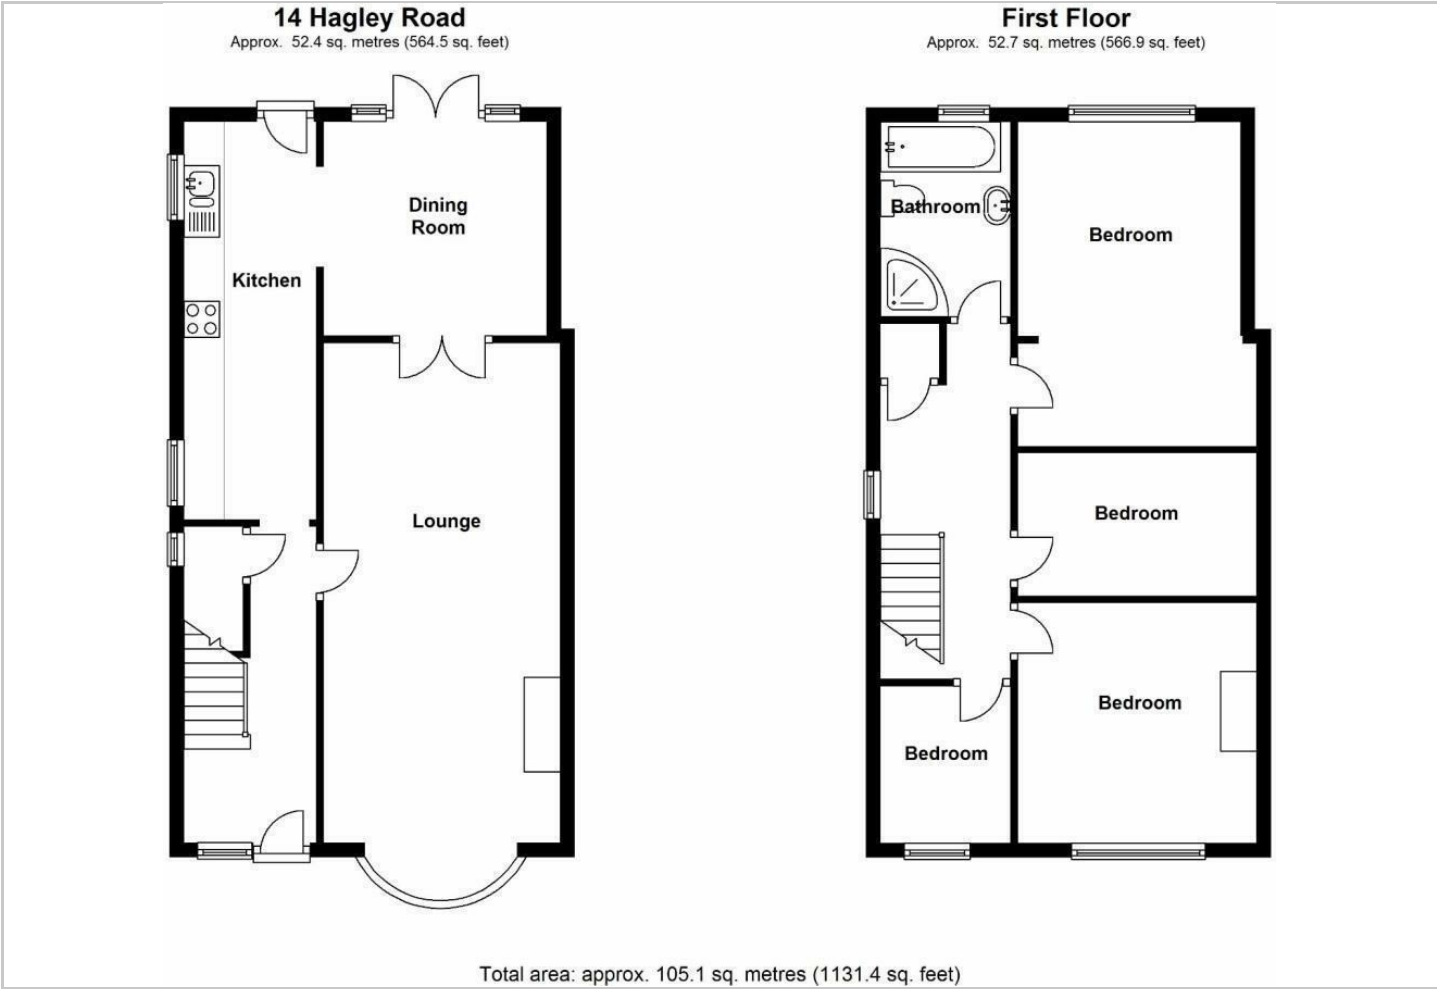 14 Hagley Road
Approx. 52.4 sq. metres (564.5 sq. feet)
Dining
Room
Kitchen
Lounge
First Floor
Approx. 52.7 sq. metres (566.9 sq. feet)
Bathroom
Bedroom
Bedroom
Bedroom
Bedroom
Total area: approx. 105.1 sq. metres (1131.4 sq. feet)